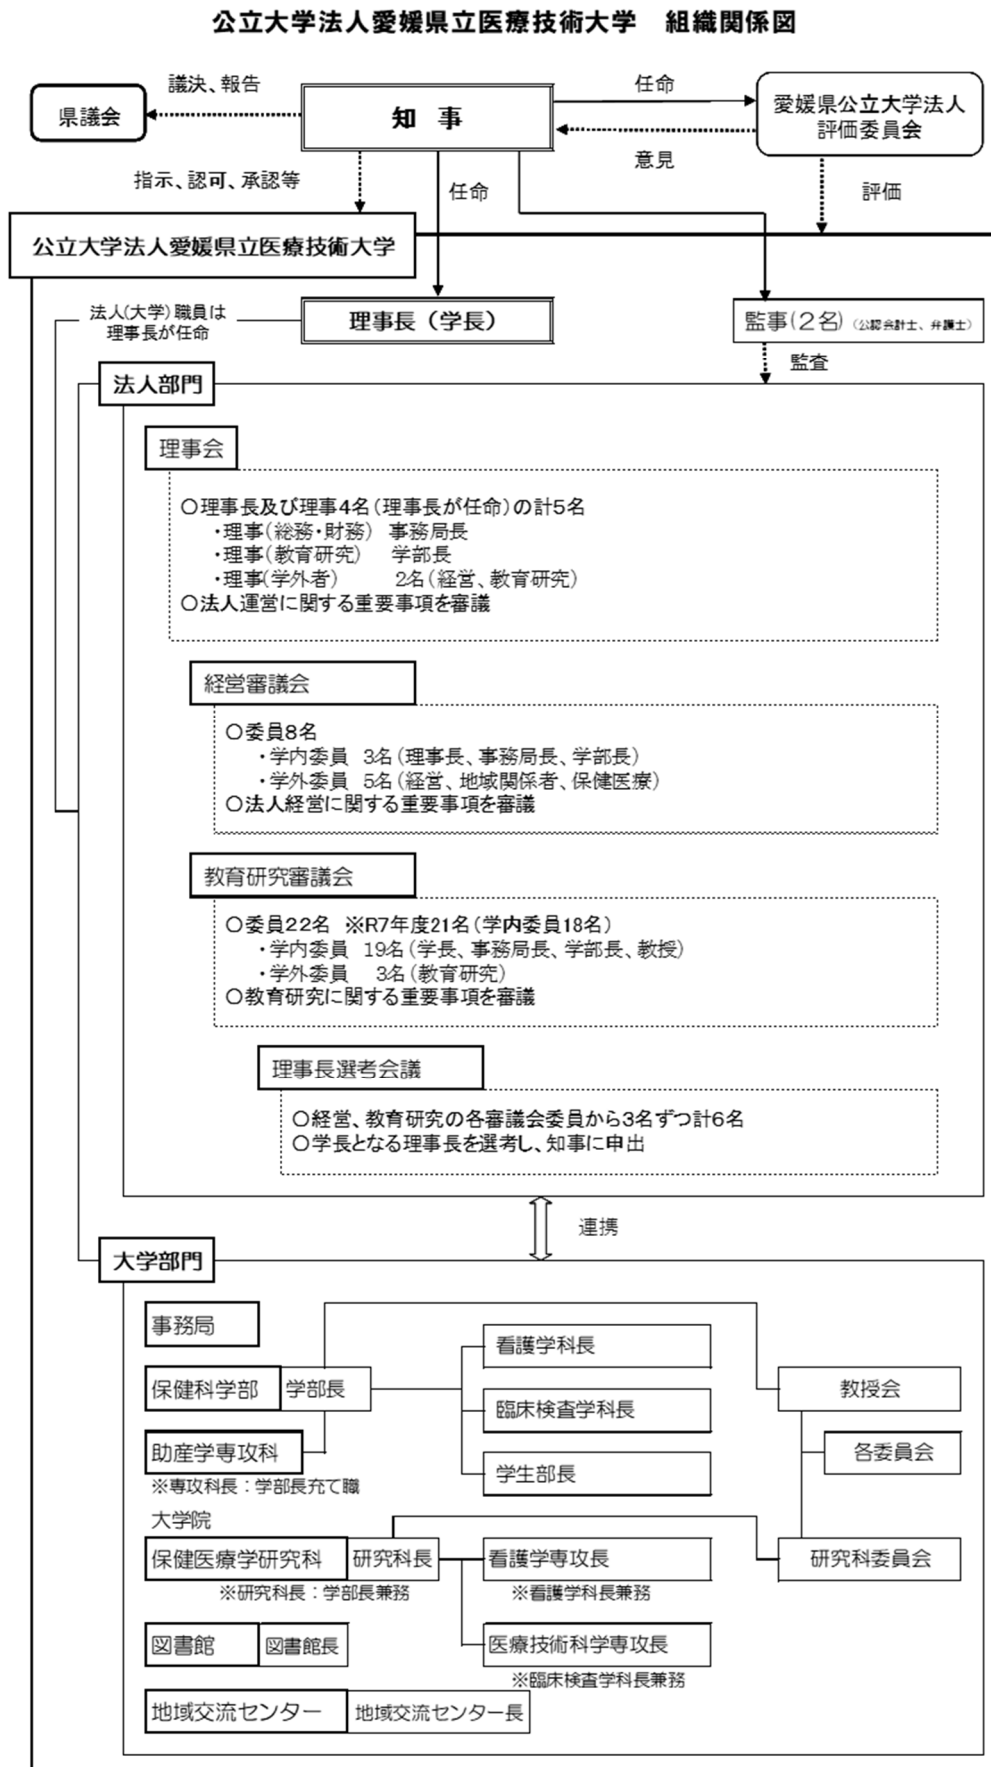 公立大学法人愛媛県立医療技術大学　組織関係図
県議会
議決、報告
知　事
任命
意見
愛媛県公立大学法人
評価委員会
指示、認可、承認等
任命
評価
公立大学法人愛媛県立医療技術大学
法人(大学)職員は
理事長が任命
理事長（学長）
監事(２名)（公認会計士、弁護士）
監査
法人部門
理事会
○理事長及び理事4名(理事長が任命)の計5名
・理事(総務・財務)　事務局長
・理事(教育研究)　学部長
・理事(学外者)　2名(経営、教育研究)
○法人運営に関する重要事項を審議
経営審議会
○委員8名
・学内委員　3名(理事長、事務局長、学部長)
・学外委員　5名(経営、地域関係者、保健医療)
○法人経営に関する重要事項を審議
教育研究審議会
○委員22名　※R7年度21名(学内委員18名)
・学内委員　19名(学長、事務局長、学部長、教授)
・学外委員　3名(教育研究)
○教育研究に関する重要事項を審議
理事長選考会議
○経営、教育研究の各審議会委員から3名ずつ計6名
○学長となる理事長を選考し、知事に申出
連携
大学部門
事務局
保健科学部　学部長
看護学科長
臨床検査学科長
学生部長
教授会
各委員会
助産学専攻科
※専攻科長：学部長充て職
大学院
保健医療学研究科　研究科長
※研究科長：学部長兼務
看護学専攻長
※看護学科長兼務
研究科委員会
医療技術科学専攻長
※臨床検査学科長兼務
図書館　図書館長
地域交流センター　地域交流センター長